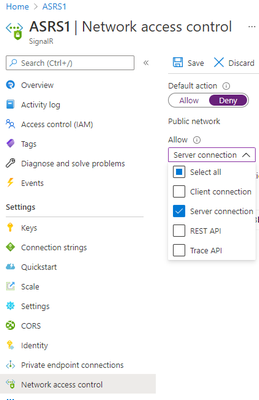 Home > ASRS1
ASRS1 | Network access control
SignalR
Search (Ctrl+/)
Overview
Activity log
Access control (IAM)
Tags
Diagnose and solve problems
Events
Settings
Keys
Connection strings
Quickstart
Scale
Settings
CORS
Identity
Private endpoint connections
Network access control
Save
Discard
Default action
Allow
Deny
Public network
Allow
Server connection
Select all
Client connection
Server connection
REST API
Trace API